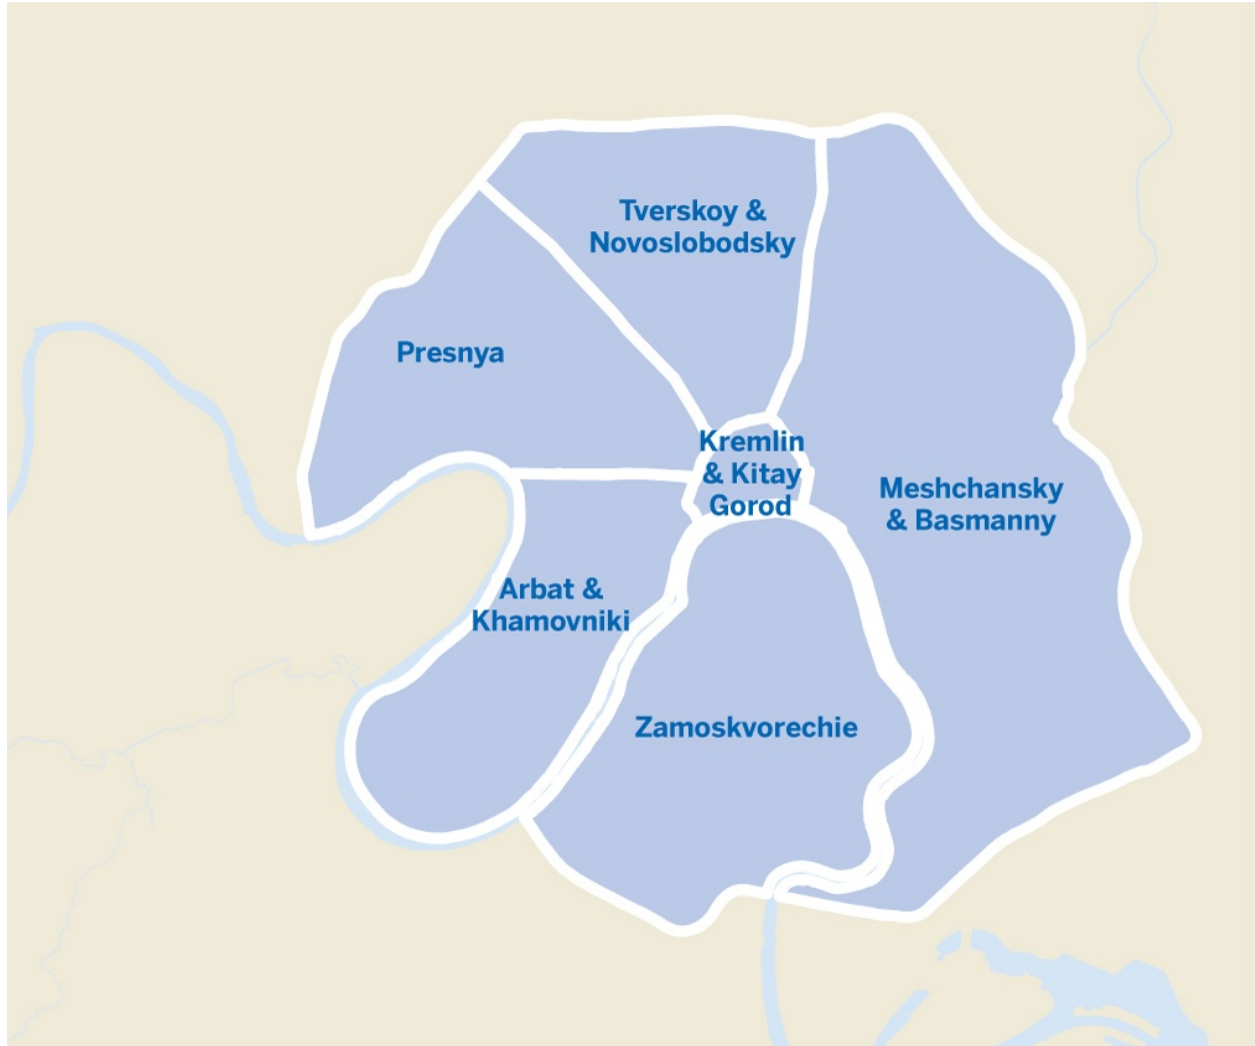 Tverskoy &
Novoslobodsky
Presnya
Kremlin
& Kitay
Gorod
Meshchansky
& Basmanny
Arbat &
Khamovniki
Zamoskvorechie